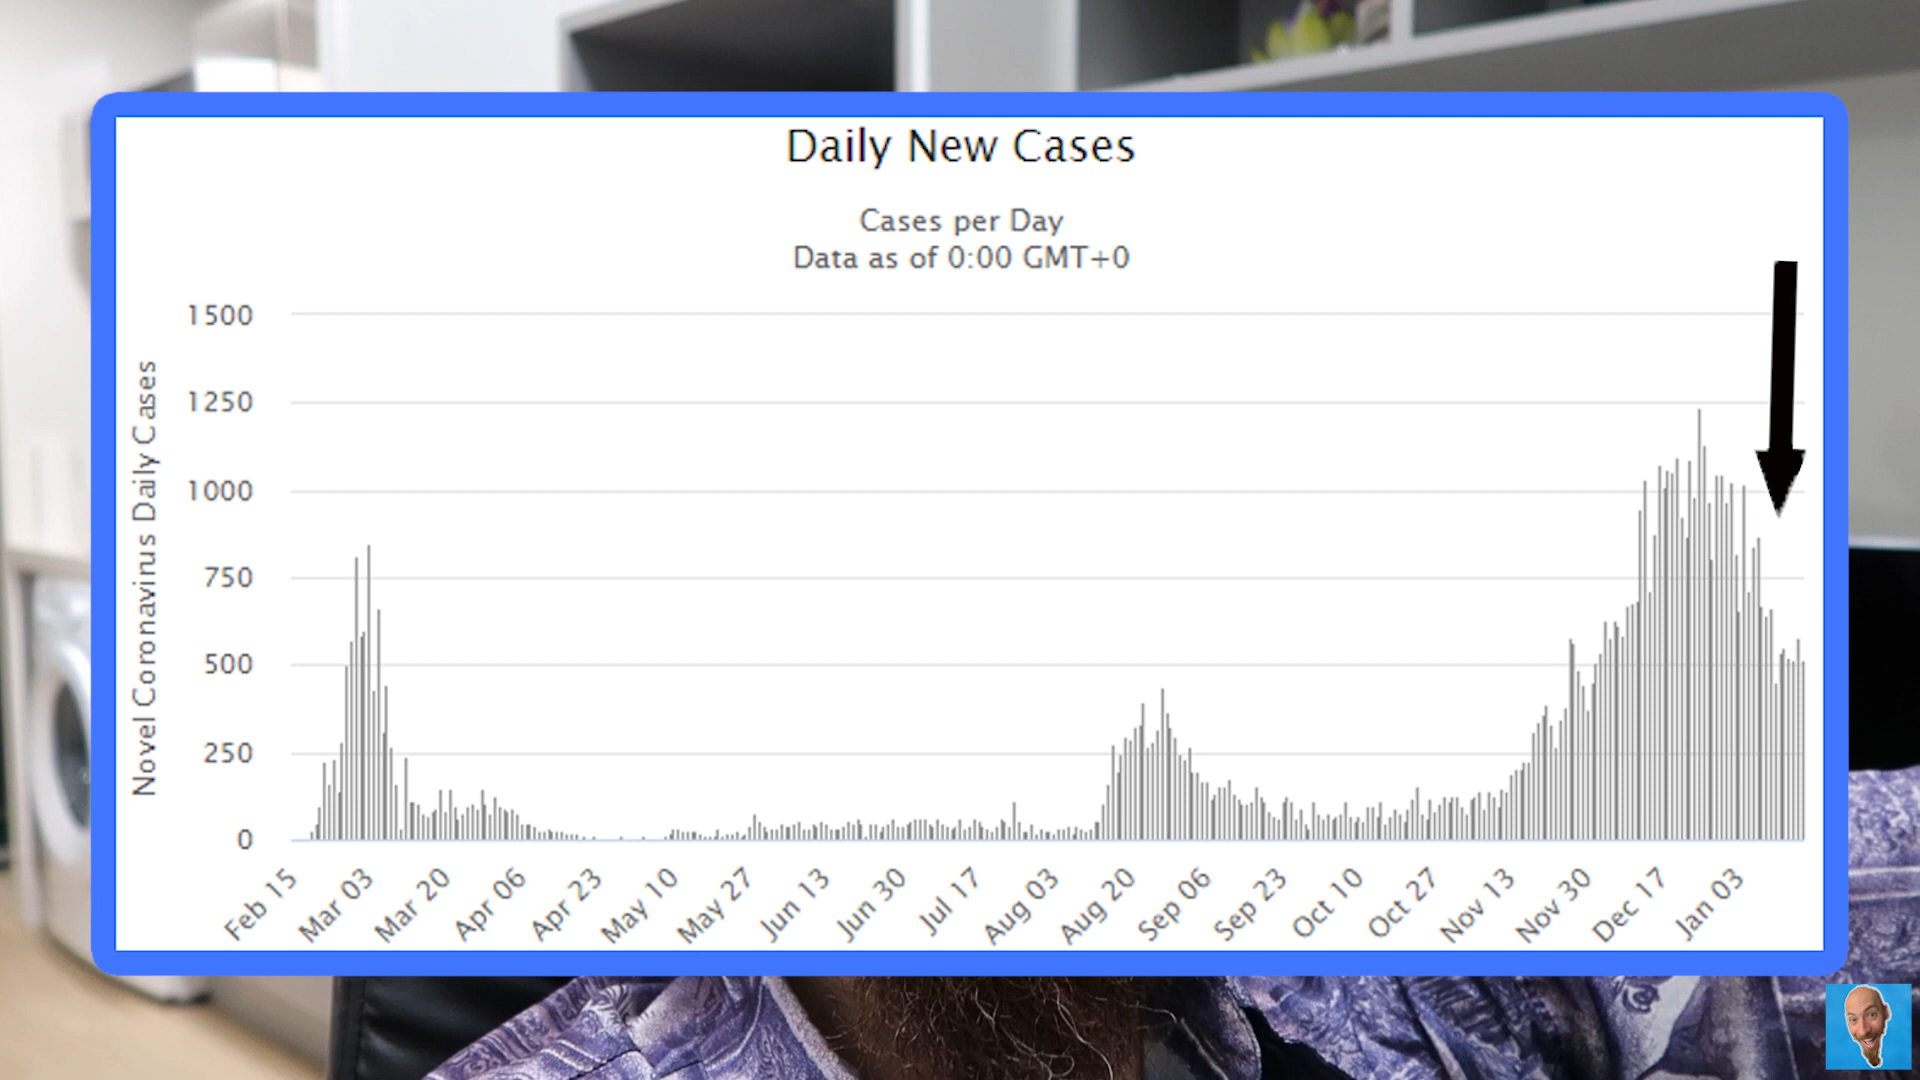 Daily New Cases
Cases per Day
Data as of 0:00 GMT+0
Novel Coronavirus Daily Cases
1500
1250
1000
750
500
250
0
Feb 15
Mar 03
Mar 20
Apr 06
Apr 23
May 10
May 27
Jun 13
Jun 30
Jul 17
Aug 03
Aug 20
Sep 06
Sep 23
Oct 10
Oct 27
Nov 13
Nov 30
Dec 17
Jan 03